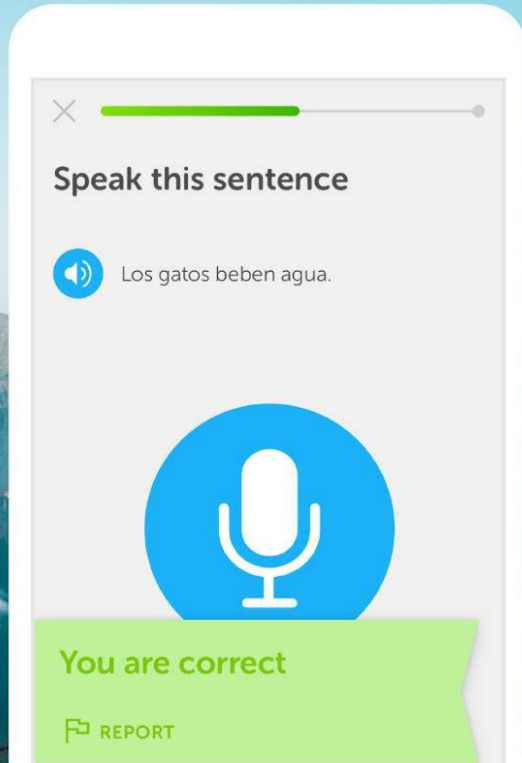 Speak this sentence
Los gatos beben agua.
You are correct
REPORT